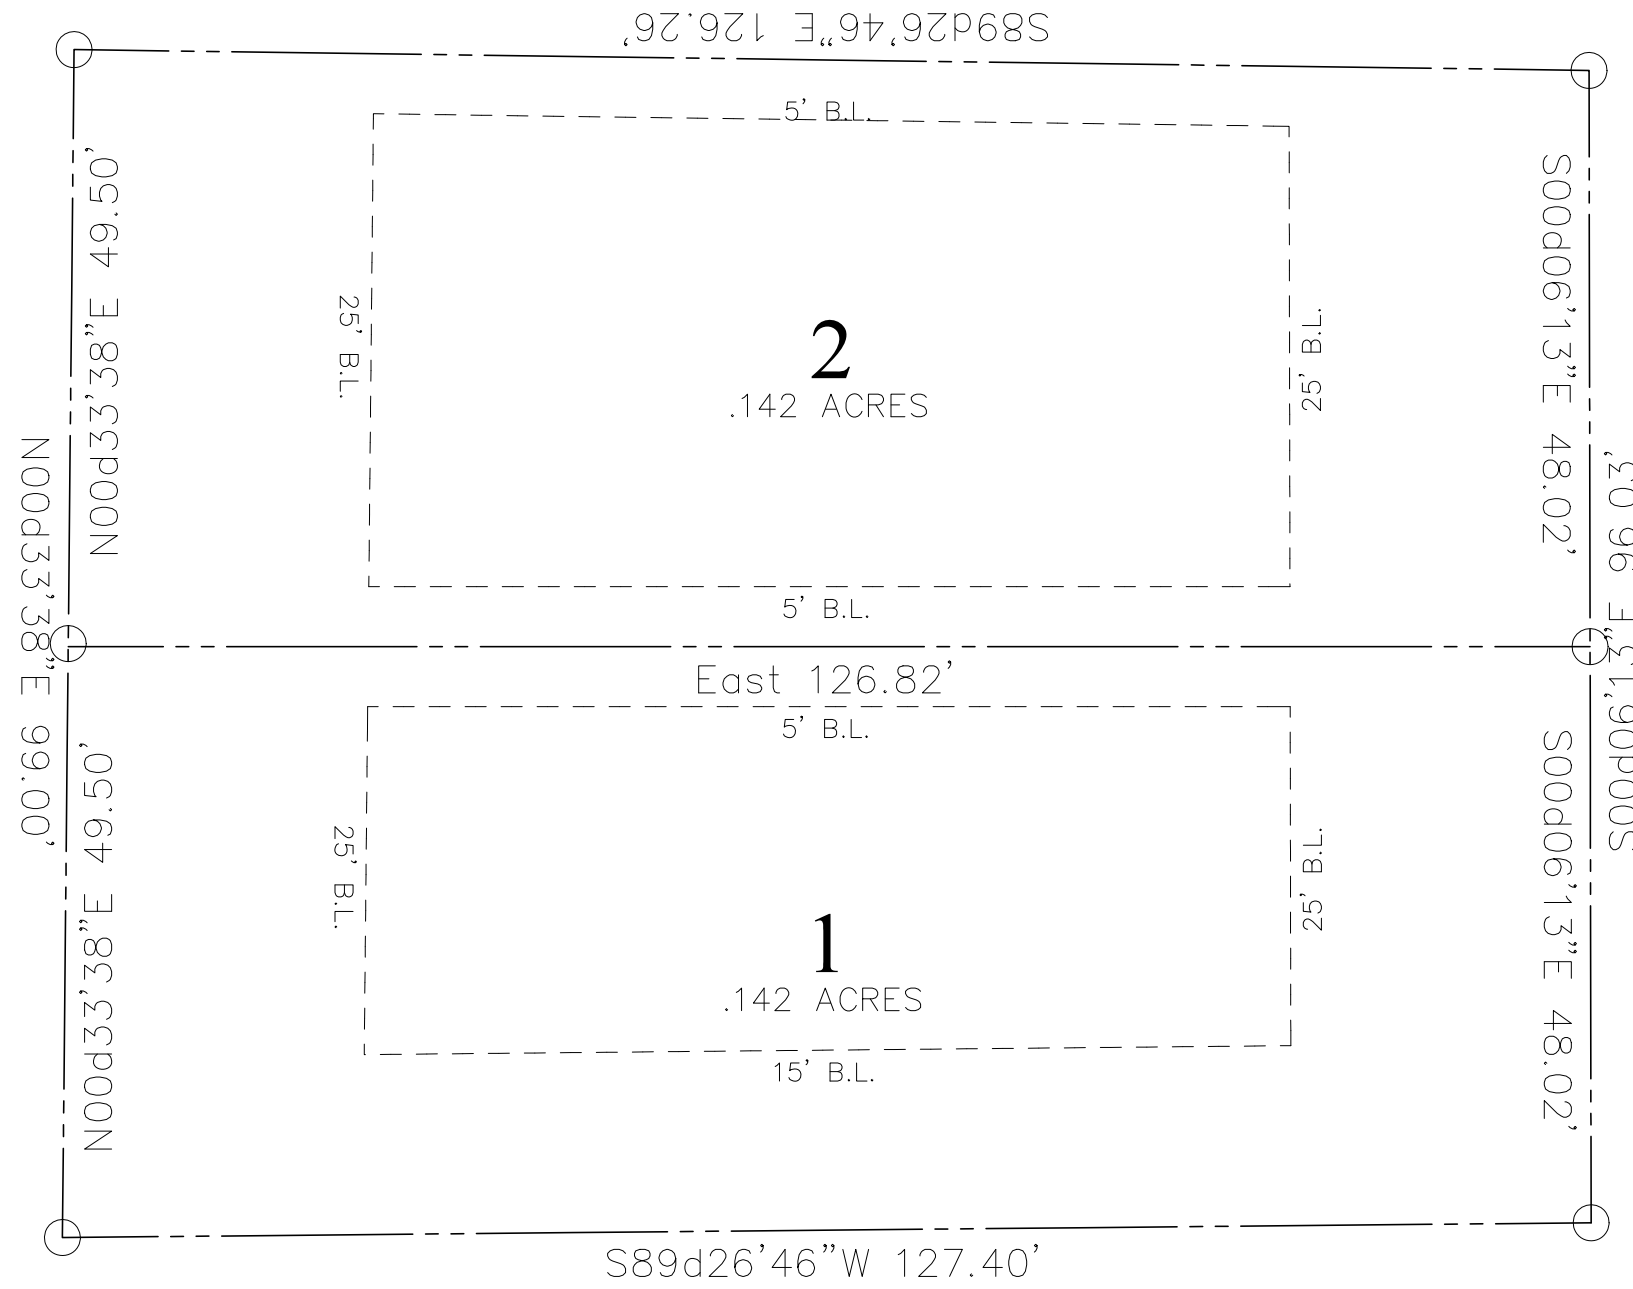 S89d26'46"E 126.26'
5' B.L.
N00d33'38"E 49.50'
S00d06'13"E 48.02'
25' B.L.
2
.142 ACRES
25' B.L.
N00d33'38"E 99.00'
S00d06'13"E 96.03'
5' B.L.
East 126.82'
5' B.L.
N00d33'38"E 49.50'
S00d06'13"E 48.02'
25' B.L.
25' B.L.
1
.142 ACRES
15' B.L.
S89d26'46"W 127.40'